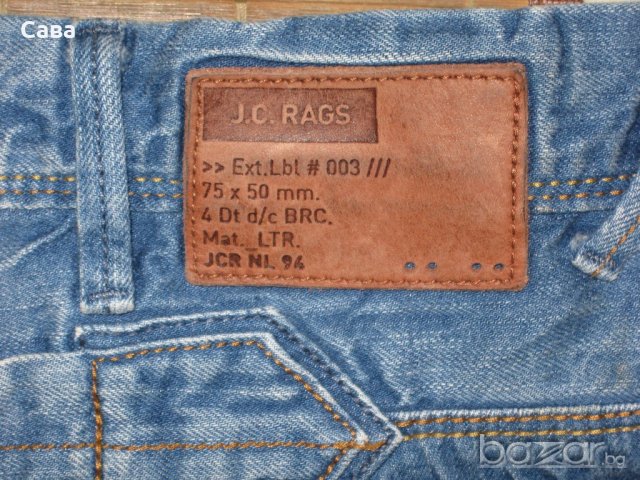 Сава
J.C. RAGS
>> Ext.Lbl # 003 ///
75 x 50 mm.
4 Dt d/c BRC.
Mat._LTR.
JCR NL 94
bazar.bg